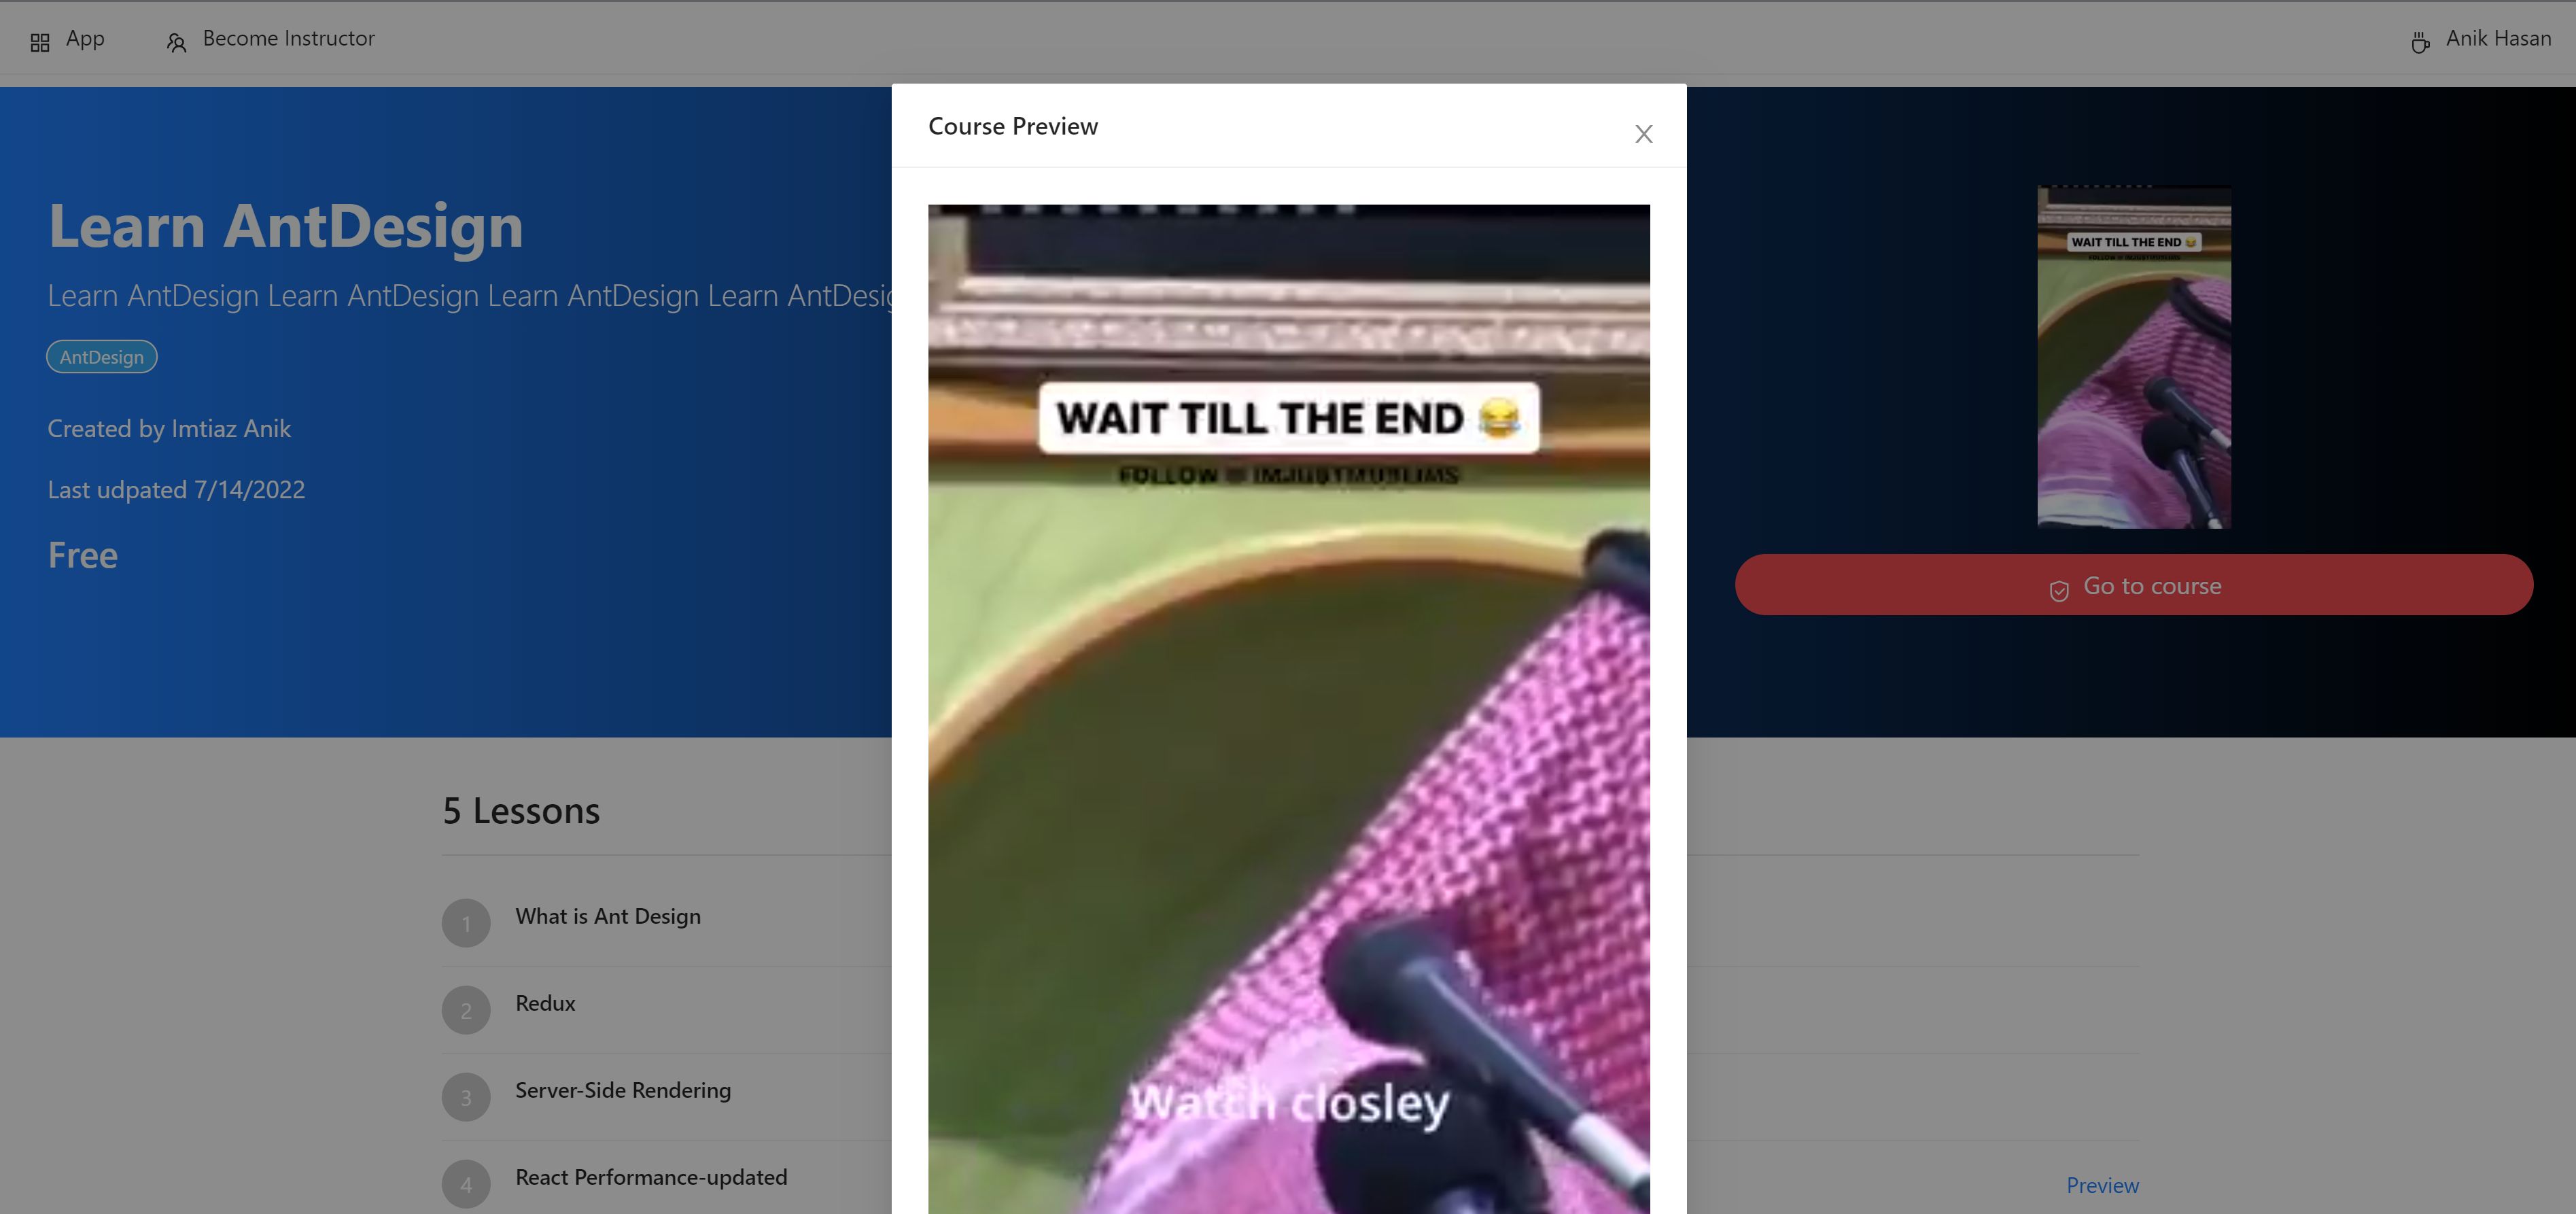 App
Become Instructor
Anik Hasan
Course Preview
Learn AntDesign
Learn AntDesign Learn AntDesign Learn AntDesign Learn
AntDesign
Created by Imtiaz Anik
Last udpated 7/14/2022
Free
WAIT TILL THE END 😂
FOLLOW
Watch closley
WAIT TILL THE END 😂
Go to course
5 Lessons
1 What is Ant Design
2 Redux
3 Server-Side Rendering
4 React Performance-updated
Preview